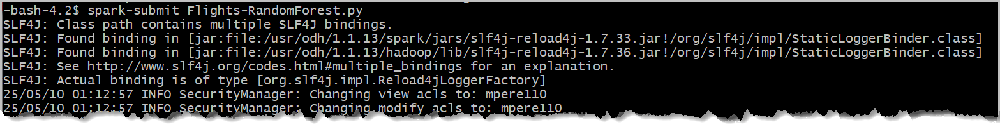 -bash-4.2$ spark-submit Flights-RandomForest.py
SLF4J: Class path contains multiple SLF4J bindings.
SLF4J: Found binding in [jar:file:/usr/odh/1.1.13/spark/jars/slf4j-reload4j-1.7.33.jar!/org/slf4j/impl/StaticLoggerBinder.class]
SLF4J: Found binding in [jar:file:/usr/odh/1.1.13/hadoop/lib/slf4j-reload4j-1.7.36.jar!/org/slf4j/impl/StaticLoggerBinder.class]
SLF4J: See http://www.slf4j.org/codes.html#multiple_bindings for an explanation.
SLF4J: Actual binding is of type [org.slf4j.impl.Reload4jLoggerFactory]
25/05/10 01:12:57 INFO SecurityManager: Changing view acls to: mpere110
25/05/10 01:12:57 INFO SecurityManager: Changing modify acls to: mpere110